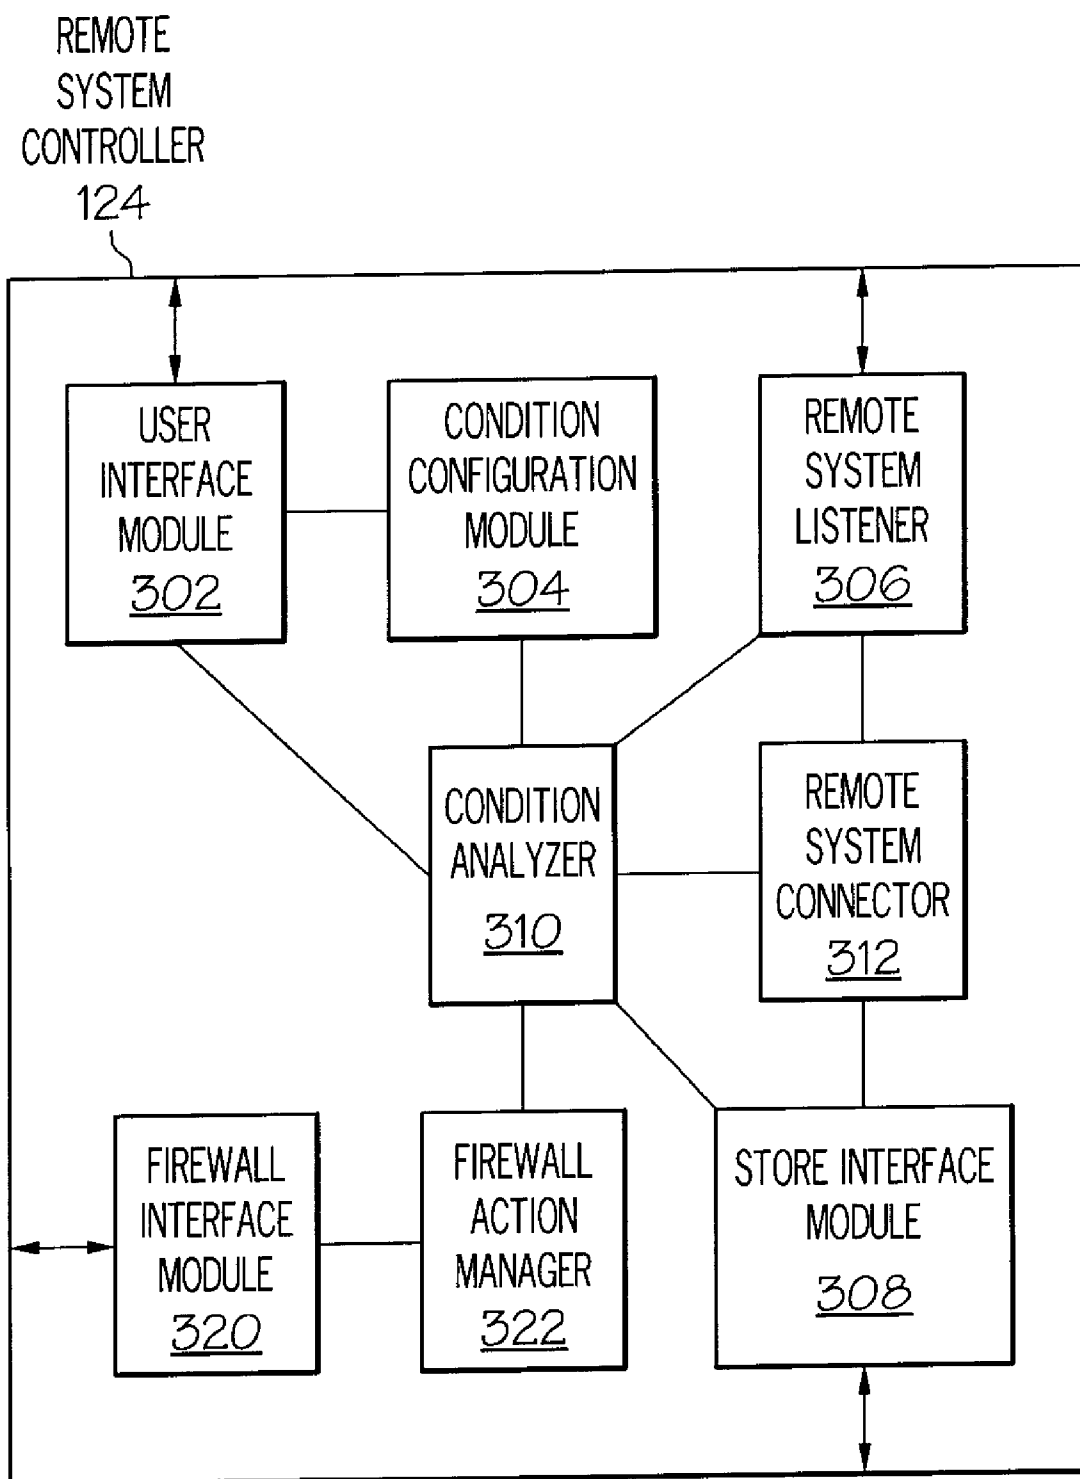 REMOTE
SYSTEM
CONTROLLER
124
USER
INTERFACE
MODULE
302
CONDITION
CONFIGURATION
MODULE
304
REMOTE
SYSTEM
LISTENER
306
CONDITION
ANALYZER
310
REMOTE
SYSTEM
CONNECTOR
312
FIREWALL
INTERFACE
MODULE
320
FIREWALL
ACTION
MANAGER
322
STORE INTERFACE
MODULE
308